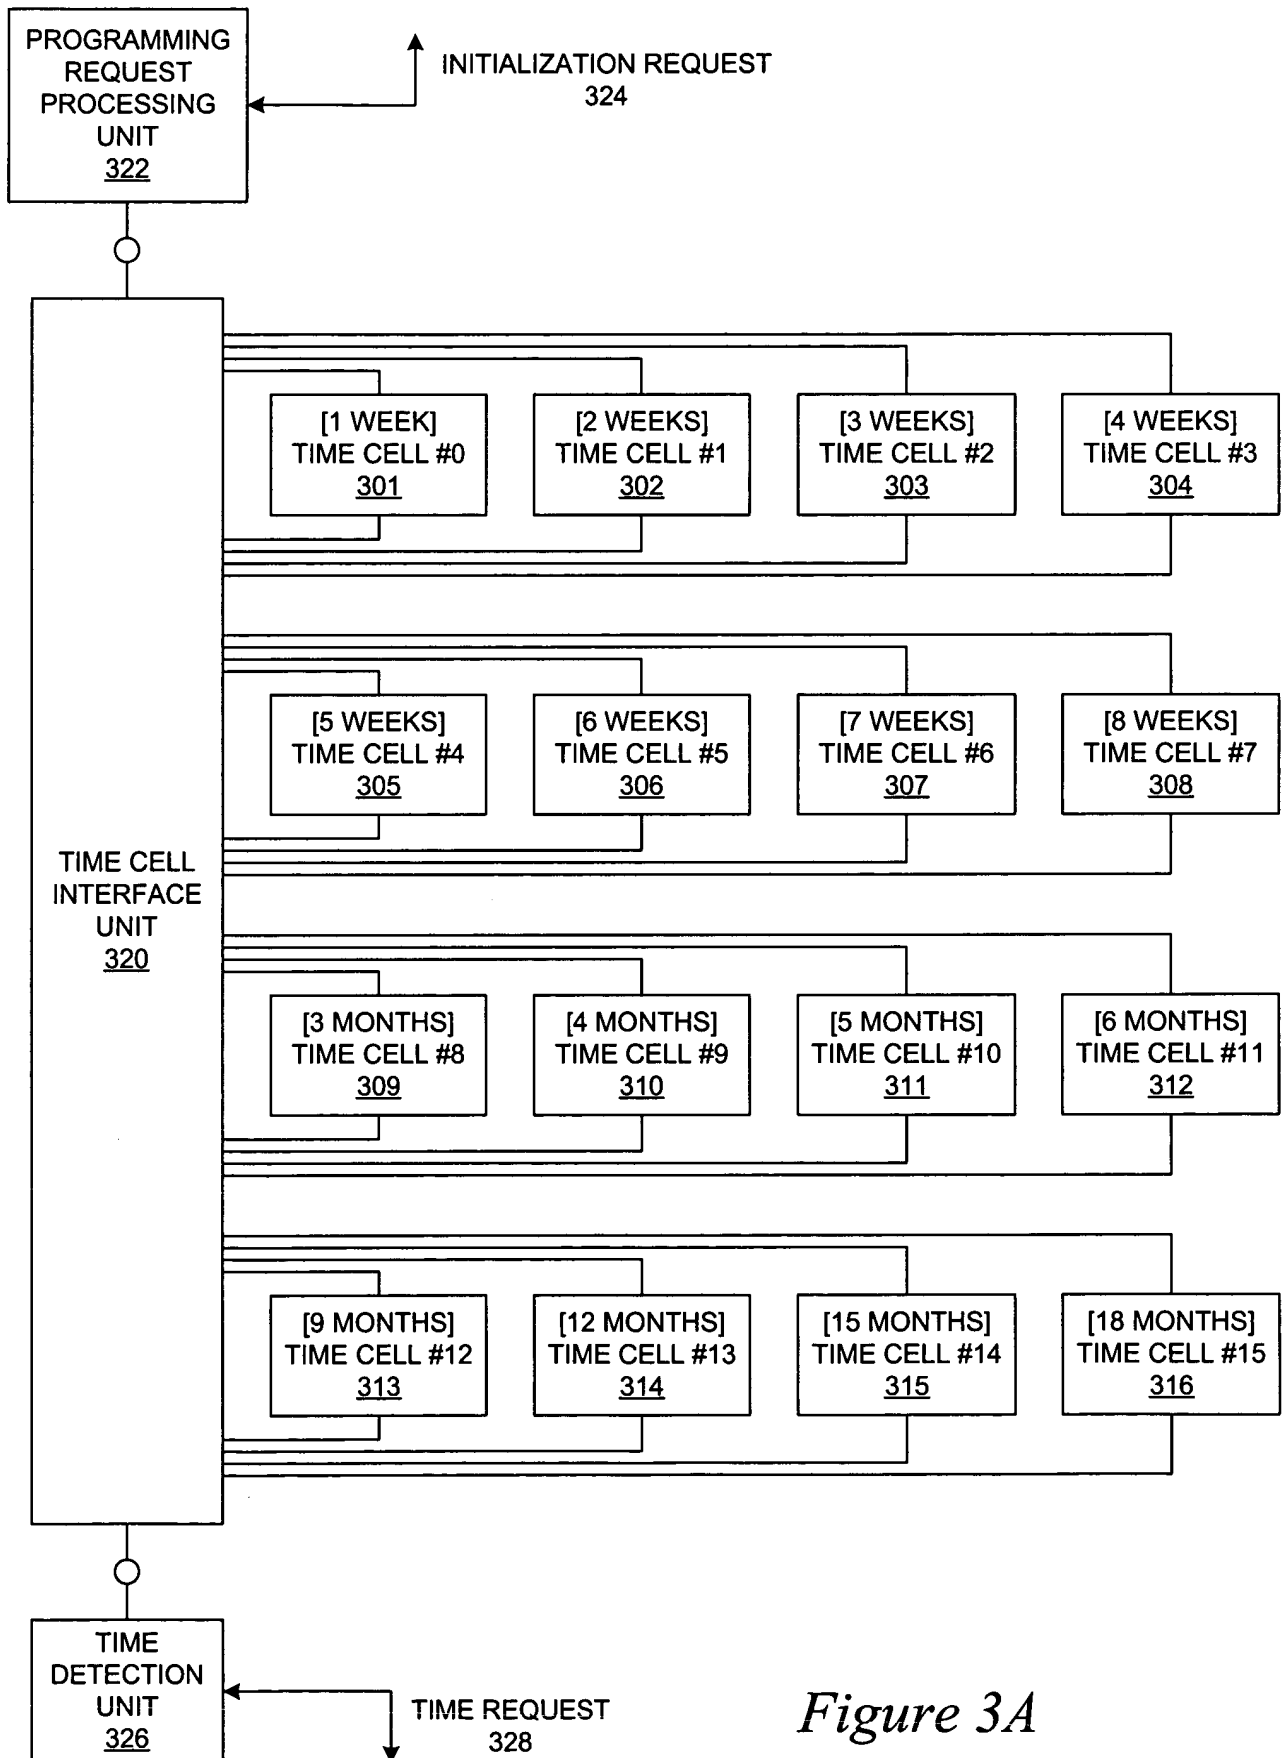 PROGRAMMING
REQUEST
PROCESSING
UNIT
322
INITIALIZATION REQUEST
324
[1 WEEK]
TIME CELL #0
301
[2 WEEKS]
TIME CELL #1
302
[3 WEEKS]
TIME CELL #2
303
[4 WEEKS]
TIME CELL #3
304
[5 WEEKS]
TIME CELL #4
305
[6 WEEKS]
TIME CELL #5
306
[7 WEEKS]
TIME CELL #6
307
[8 WEEKS]
TIME CELL #7
308
TIME CELL
INTERFACE
UNIT
320
[3 MONTHS]
TIME CELL #8
309
[4 MONTHS]
TIME CELL #9
310
[5 MONTHS]
TIME CELL #10
311
[6 MONTHS]
TIME CELL #11
312
[9 MONTHS]
TIME CELL #12
313
[12 MONTHS]
TIME CELL #13
314
[15 MONTHS]
TIME CELL #14
315
[18 MONTHS]
TIME CELL #15
316
TIME
DETECTION
UNIT
326
TIME REQUEST
328
Figure 3A